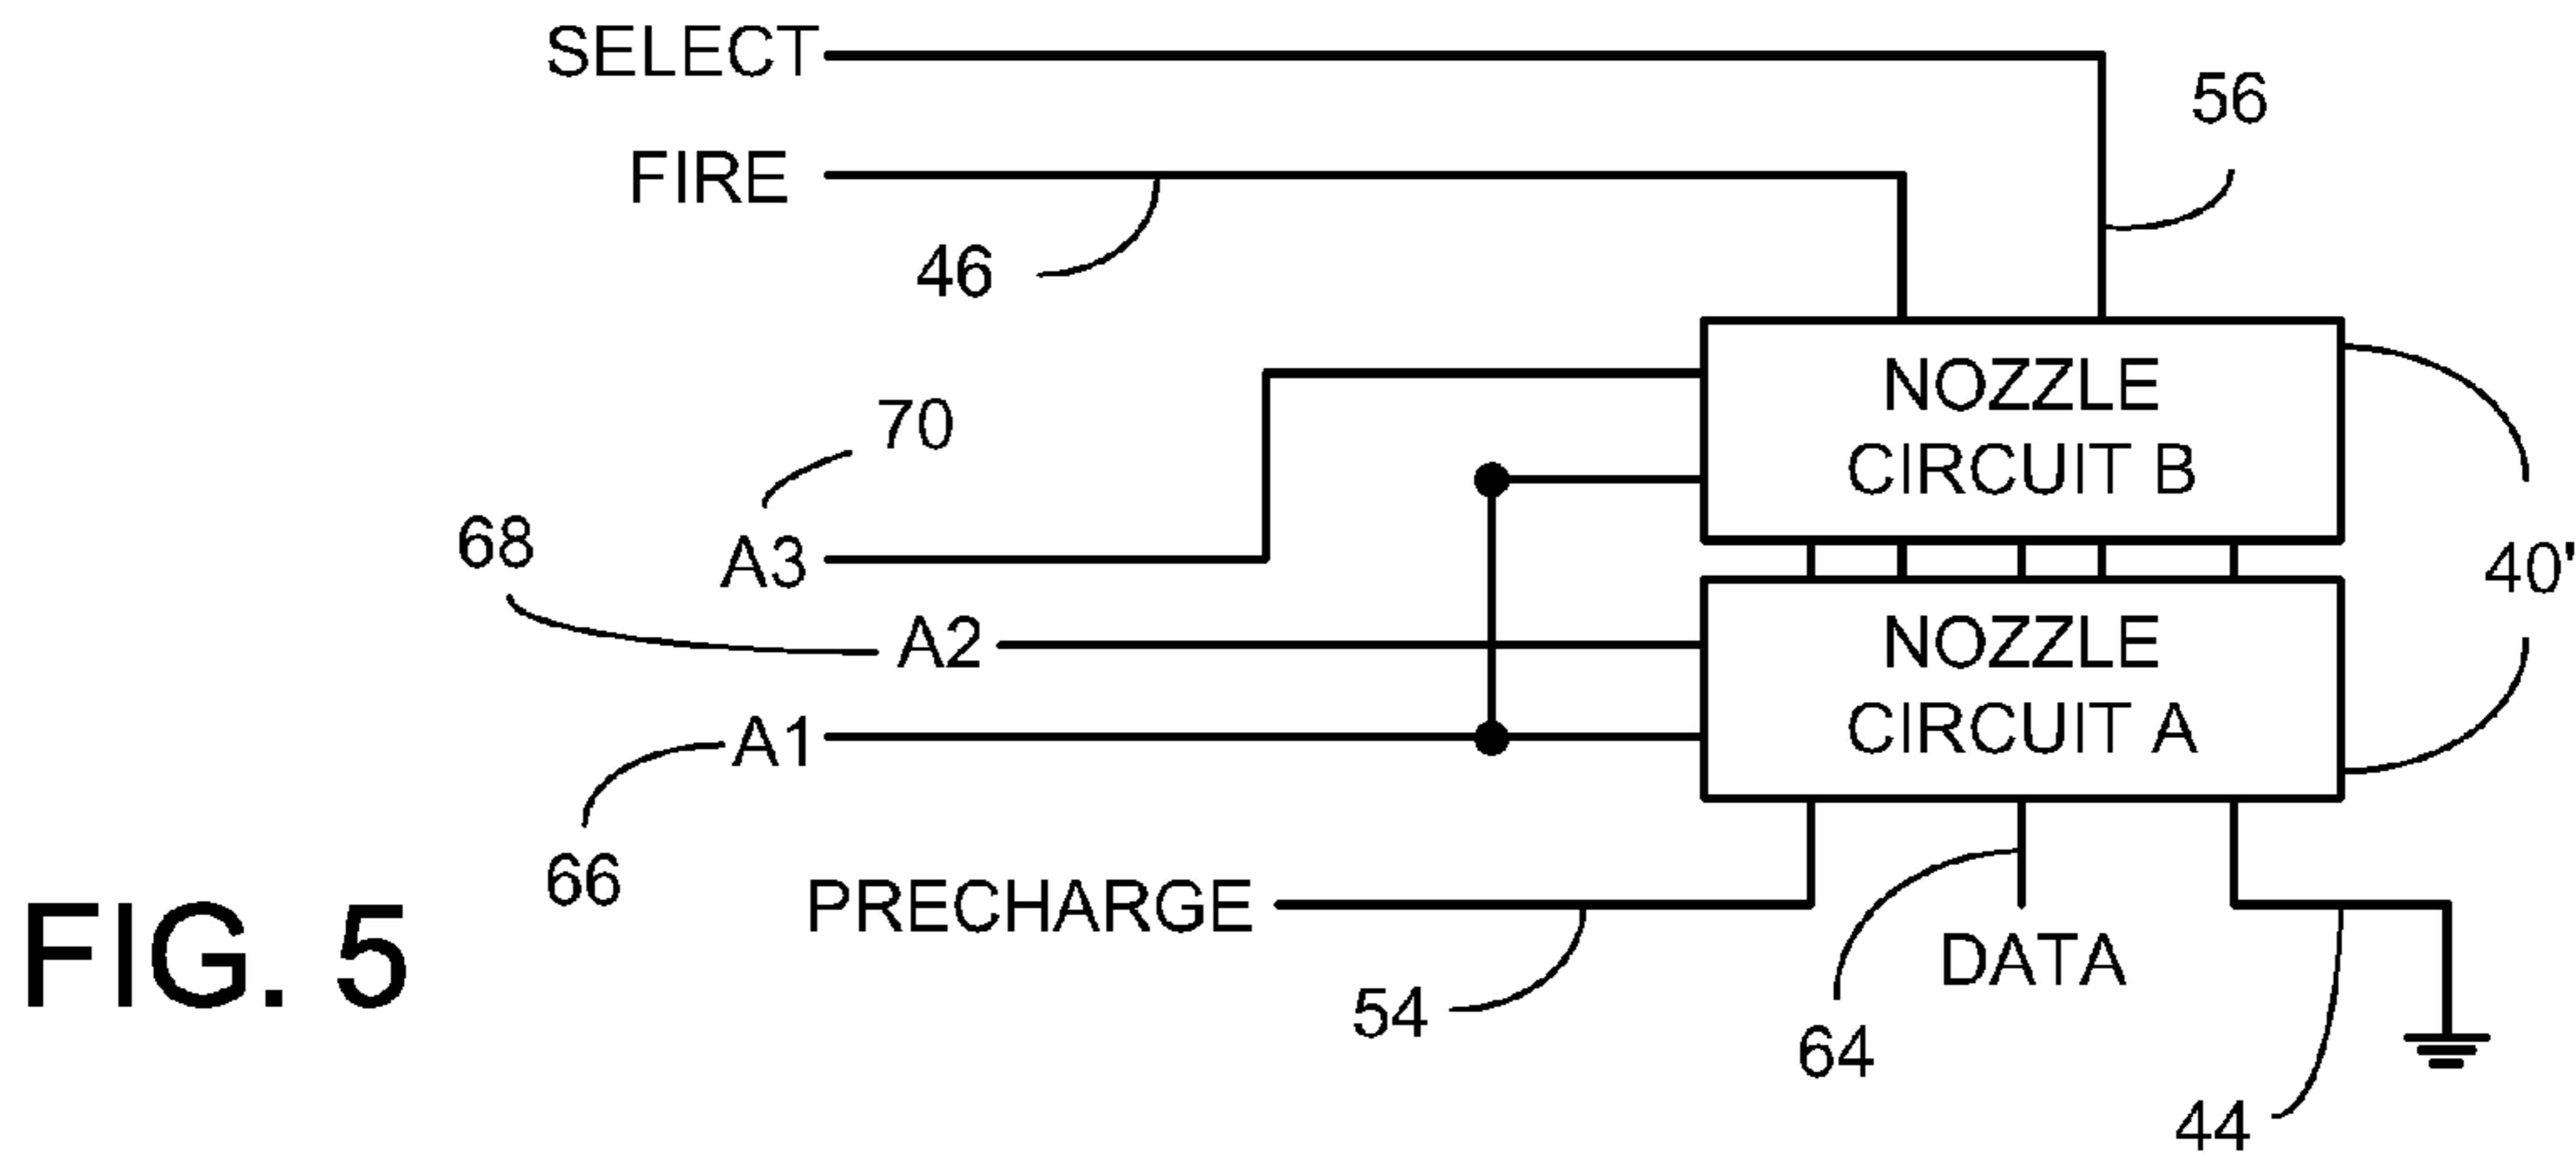 SELECT
56
FIRE
46
NOZZLE
CIRCUIT B
70
68
A3
40'
A2
NOZZLE
CIRCUIT A
A1
66
PRECHARGE
FIG. 5
DATA
54
64
44